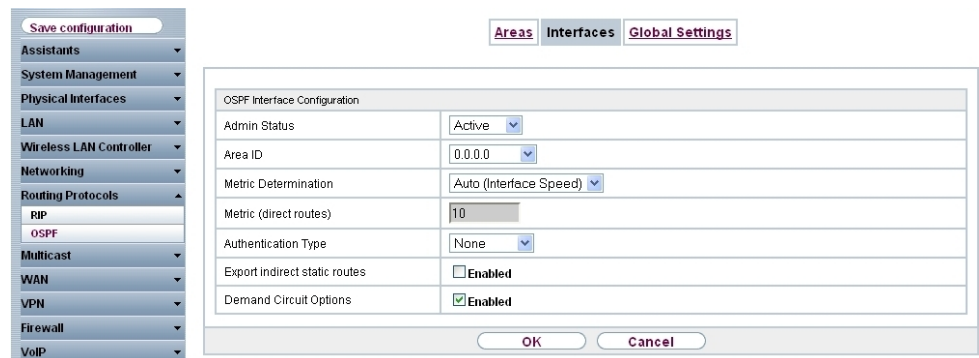 Save configuration
Assistants
System Management
Physical Interfaces
LAN
Wireless LAN Controller
Networking
Routing Protocols
RIP
OSPF
Multicast
WAN
VPN
Firewall
VoIP
Areas Interfaces Global Settings
OSPF Interface Configuration
Admin Status Active
Area ID 0.0.0.0
Metric Determination Auto (Interface Speed)
Metric (direct routes) 10
Authentication Type None
Export indirect static routes Enabled
Demand Circuit Options Enabled
OK Cancel